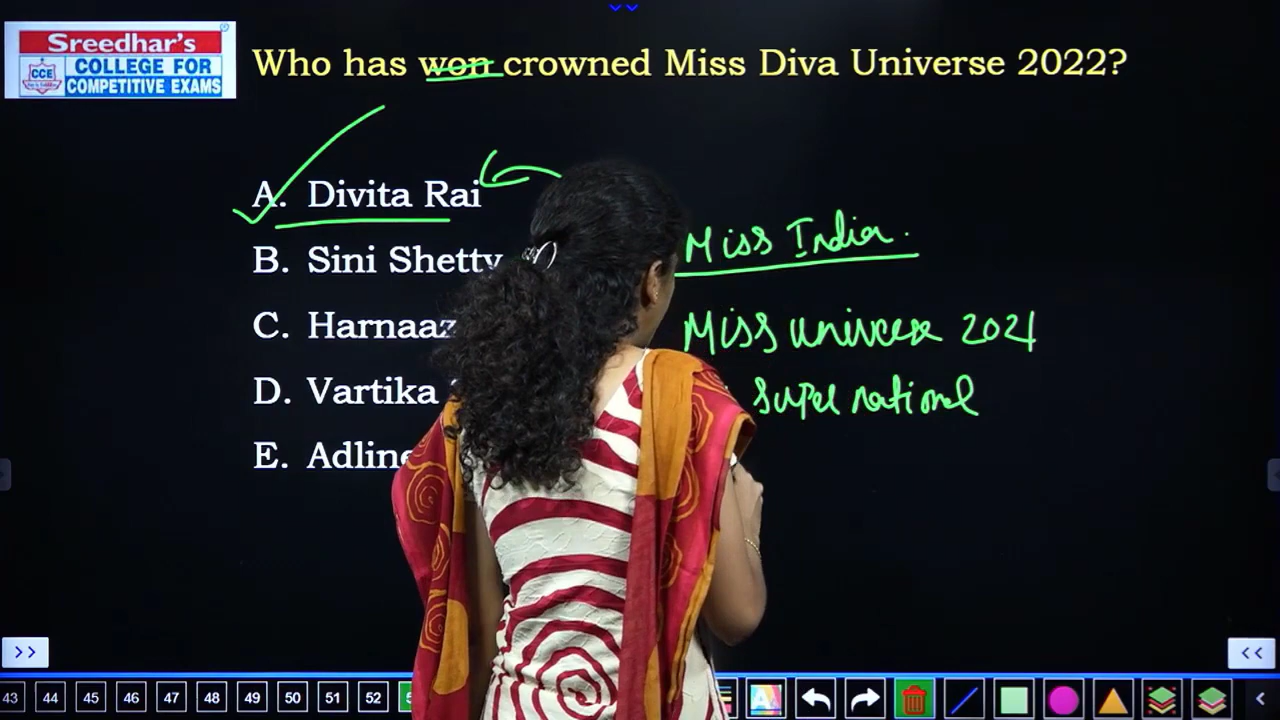 Sreedhar's
CCE
COLLEGE FOR
COMPETITIVE EXAMS
Who has won crowned Miss Diva Universe 2022?
A. Divita Rai
B. Sini Shetty
Miss India.
C. Harnaaz
Miss universe 2021
D. Vartika
Super national
E. Adline
>>
<<
43 44 45 46 47 48 49 50 51 52